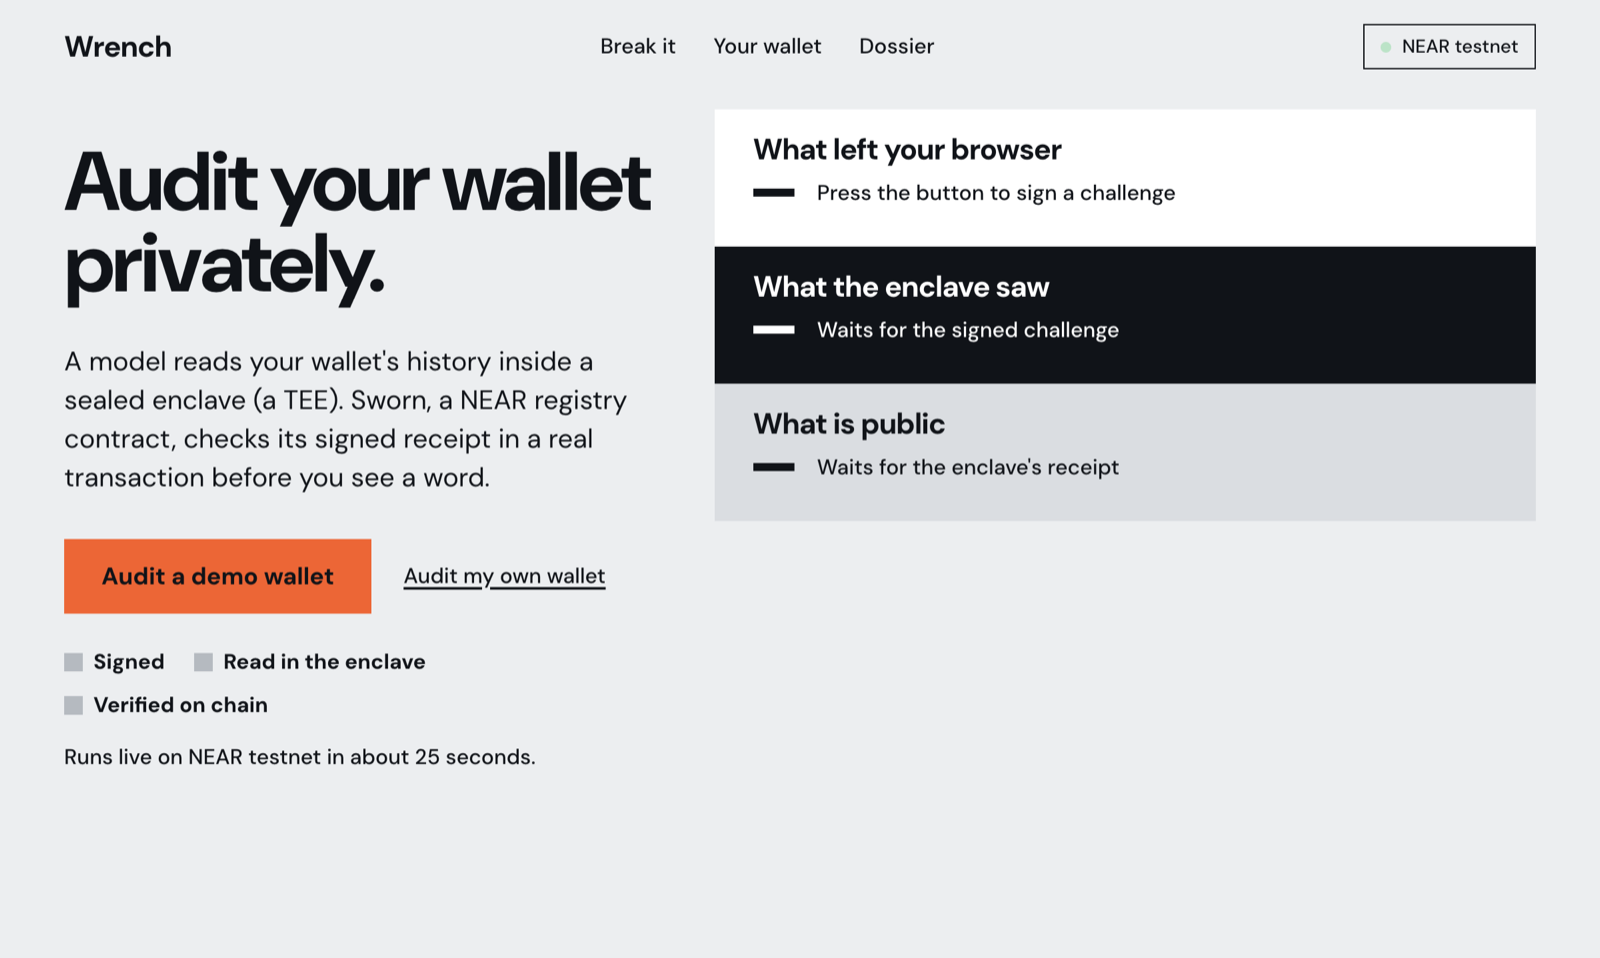 Wrench
Break it
Your wallet
Dossier
NEAR testnet
Audit your wallet
privately.
A model reads your wallet's history inside a
sealed enclave (a TEE). Sworn, a NEAR registry
contract, checks its signed receipt in a real
transaction before you see a word.
Audit a demo wallet
Audit my own wallet
Signed
Read in the enclave
Verified on chain
Runs live on NEAR testnet in about 25 seconds.
What left your browser
Press the button to sign a challenge
What the enclave saw
Waits for the signed challenge
What is public
Waits for the enclave's receipt